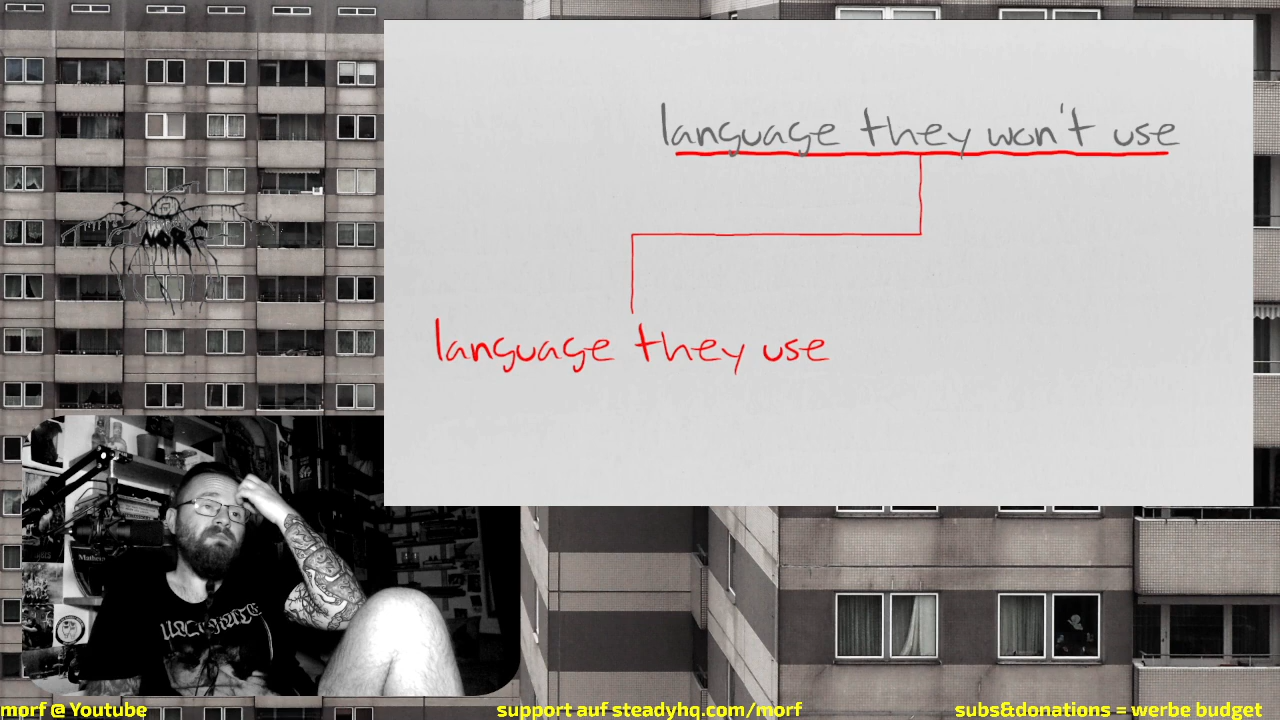 language they won't use
language they use
MORF
morf @ Youtube
support auf steadyhq.com/morf
subs&donations = werbe budget